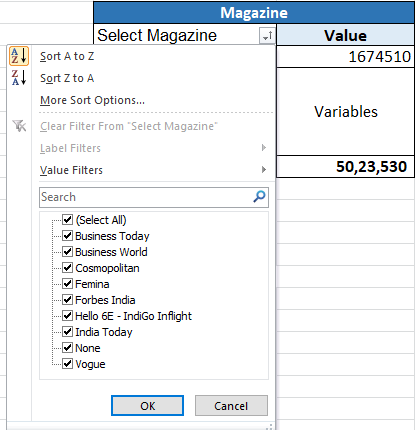 Magazine
Select Magazine Value
Sort A to Z 1674510
Sort Z to A
More Sort Options...
Variables
Clear Filter From "Select Magazine"
Label Filters
Value Filters 50,23,530
Search
(Select All)
Business Today
Business World
Cosmopolitan
Femina
Forbes India
Hello 6E - IndiGo Inflight
India Today
None
Vogue
OK Cancel